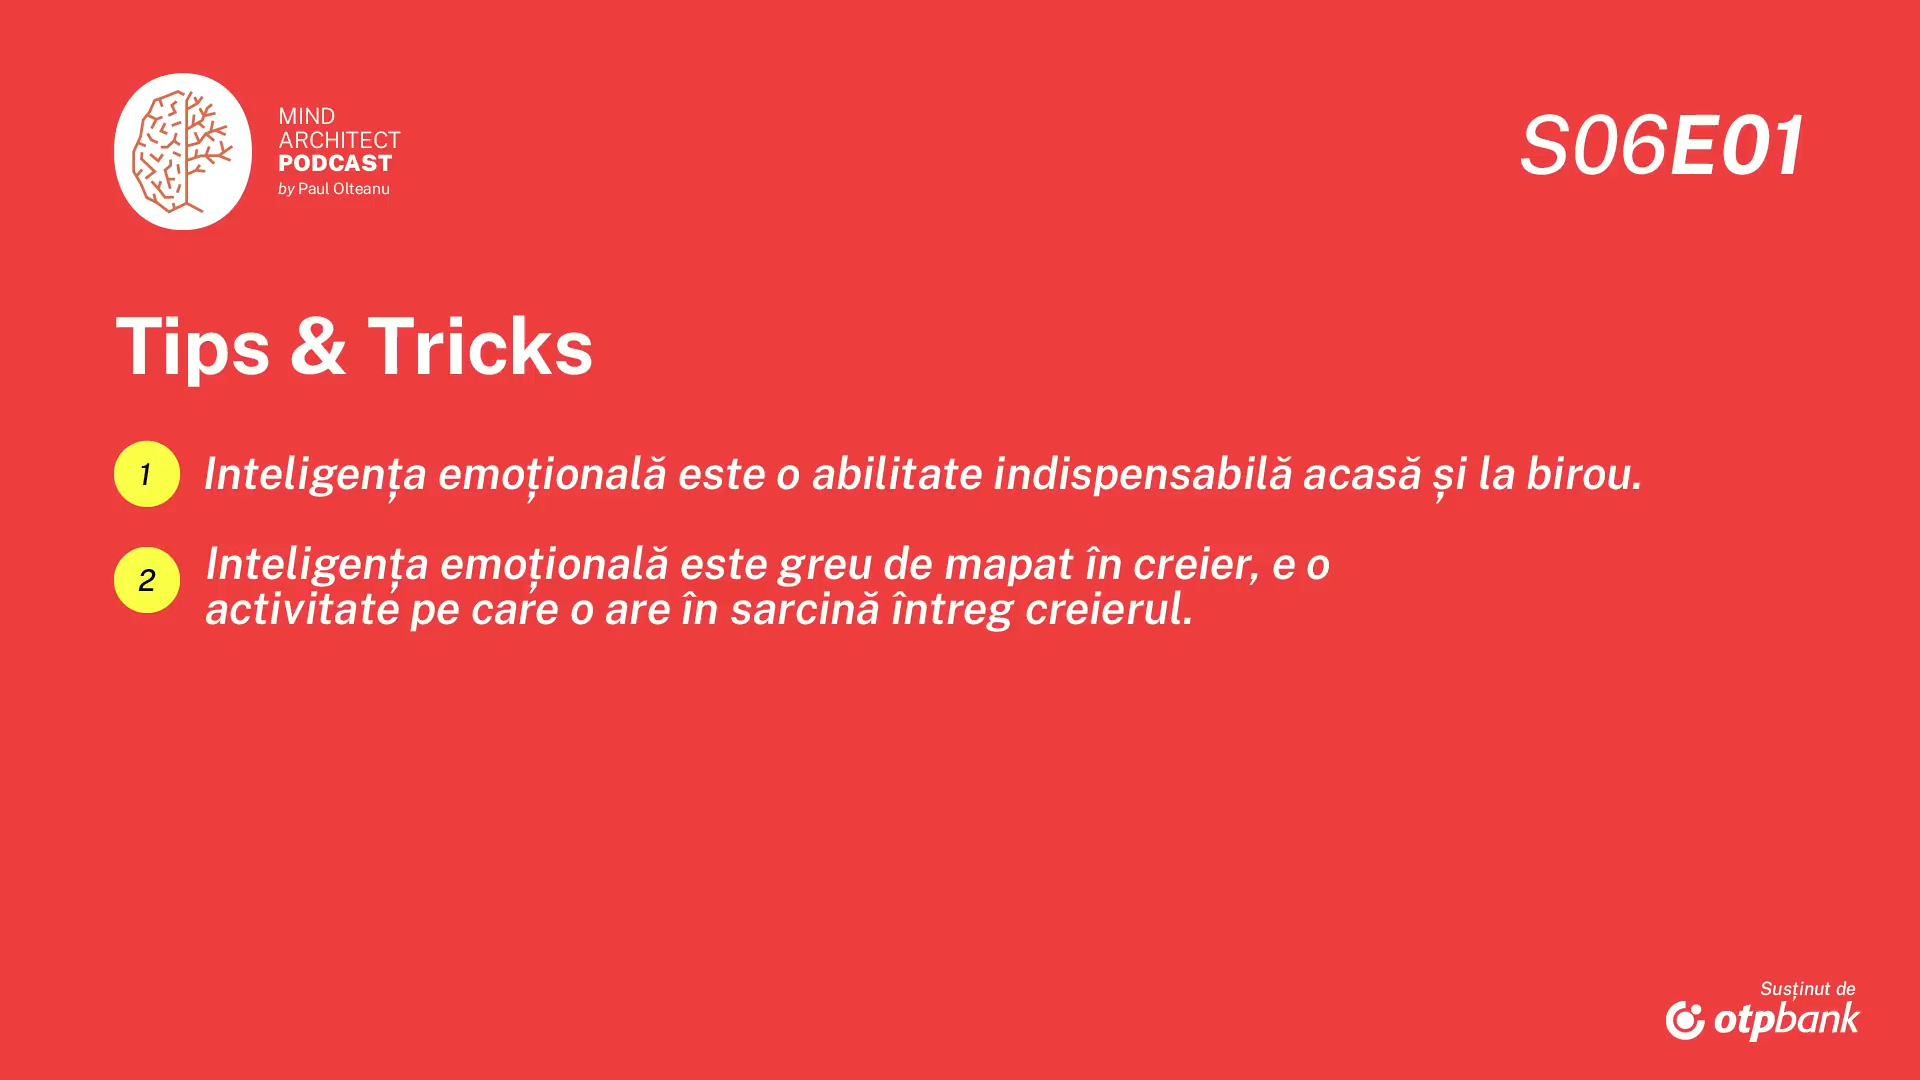 MIND
ARCHITECT
PODCAST
by Paul Olteanu
S06E01
Tips & Tricks
1 Inteligența emoțională este o abilitate indispensabilă acasă și la birou.
2 Inteligența emoțională este greu de mapat în creier, e o
activitate pe care o are în sarcină întreg creierul.
Susținut de
otpbank